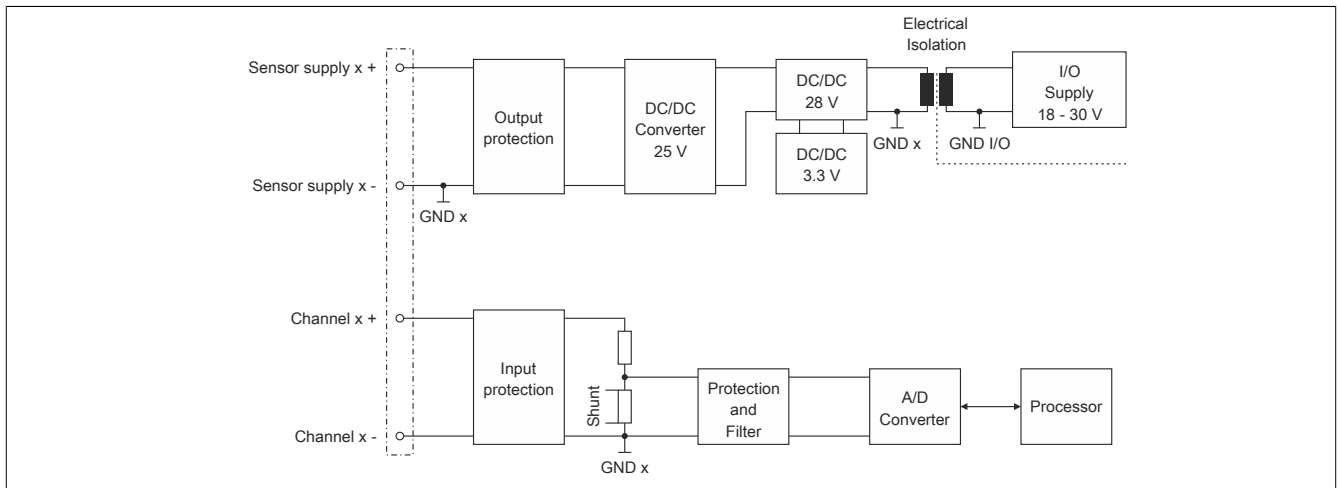 Electrical
Isolation
Sensor supply x +
Output
protection
DC/DC
Converter
25 V
DC/DC
28 V
I/O
Supply
18 - 30 V
GND x
GND I/O
DC/DC
3.3 V
Sensor supply x -
GND x
Channel x +
Input
protection
Shunt
Protection
and
Filter
A/D
Converter
Processor
Channel x -
GND x